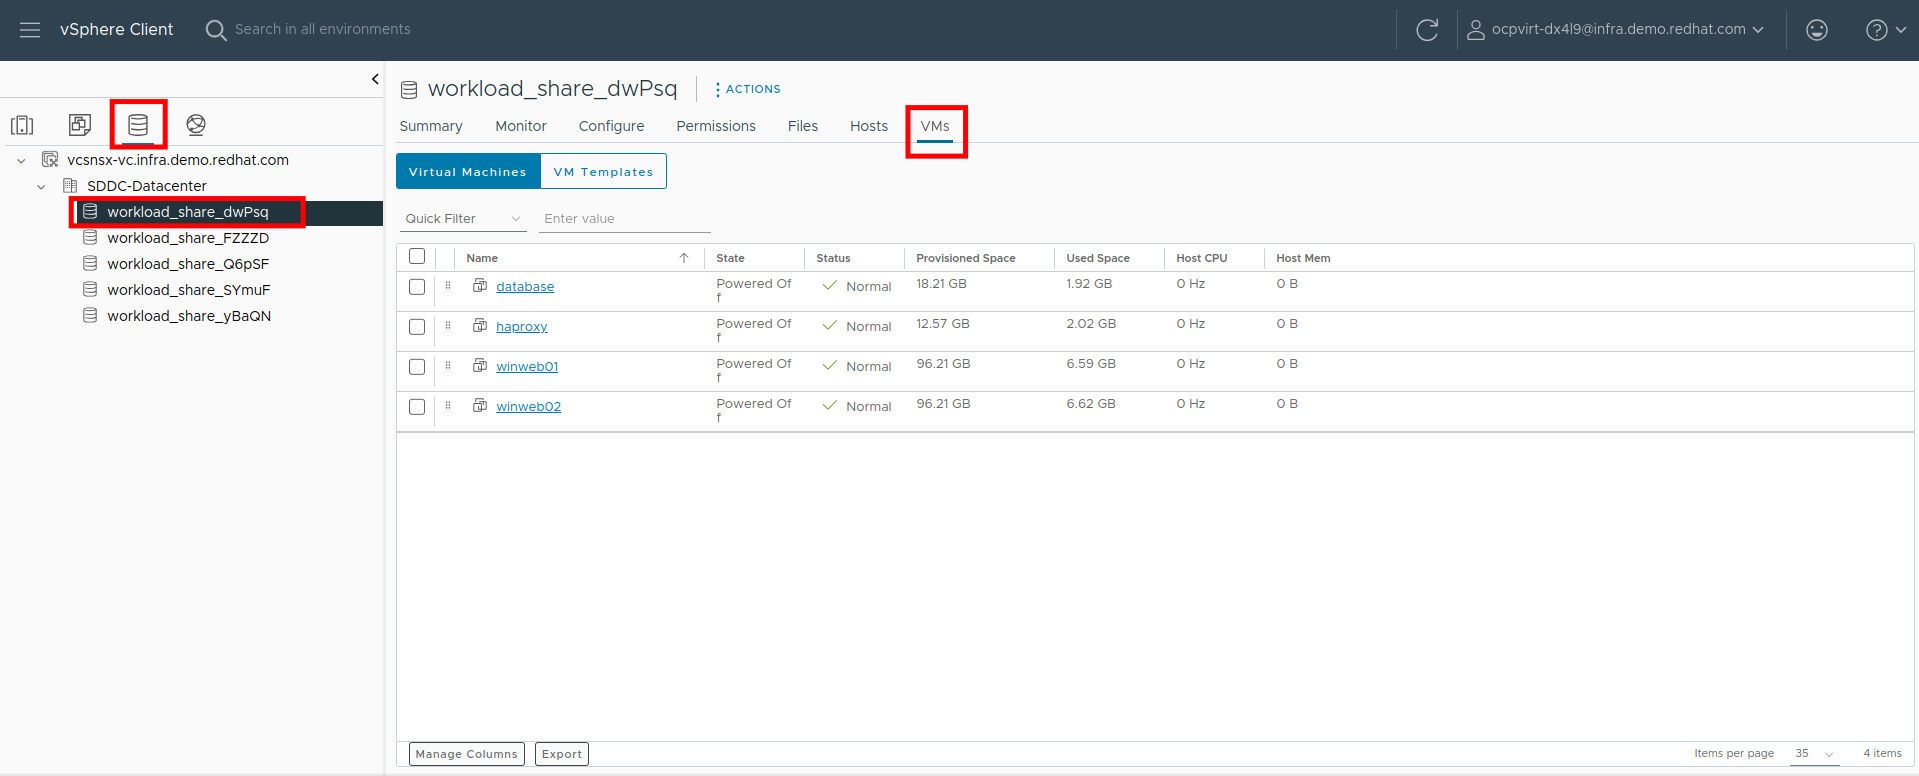 vSphere Client
Search in all environments
ocpvirt-dx4l9@infra.demo.redhat.com
workload_share_dwPsq
ACTIONS
Summary Monitor Configure Permissions Files Hosts VMs
vcsnsx-vc.infra.demo.redhat.com
SDDC-Datacenter
workload_share_dwPsq
workload_share_FZZZD
workload_share_Q6pSF
workload_share_SYmuF
workload_share_yBaQN
Virtual Machines VM Templates
Quick Filter Enter value
Name State Status Provisioned Space Used Space Host CPU Host Mem
database Powered Of
f Normal 18.21 GB 1.92 GB 0 Hz 0 B
haproxy Powered Of
f Normal 12.57 GB 2.02 GB 0 Hz 0 B
winweb01 Powered Of
f Normal 96.21 GB 6.59 GB 0 Hz 0 B
winweb02 Powered Of
f Normal 96.21 GB 6.62 GB 0 Hz 0 B
Manage Columns Export Items per page 35 4 items